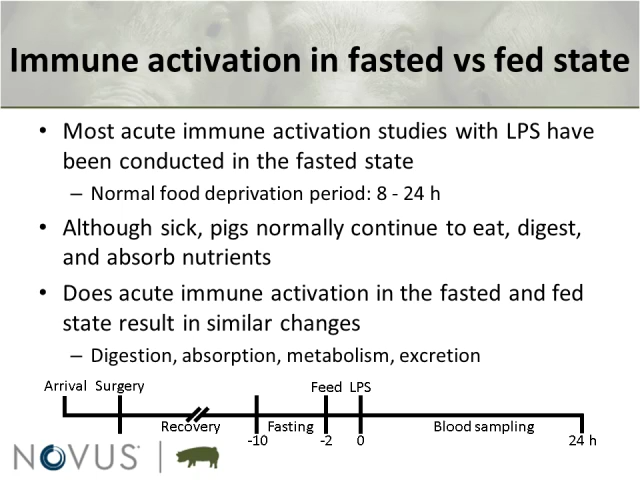 Immune activation in fasted vs fed state
• Most acute immune activation studies with LPS have
been conducted in the fasted state
– Normal food deprivation period: 8 - 24 h
• Although sick, pigs normally continue to eat, digest,
and absorb nutrients
• Does acute immune activation in the fasted and fed
state result in similar changes
– Digestion, absorption, metabolism, excretion
Arrival Surgery Feed LPS
Recovery Fasting Blood sampling
-10 -2 0 24 h
NOVUS